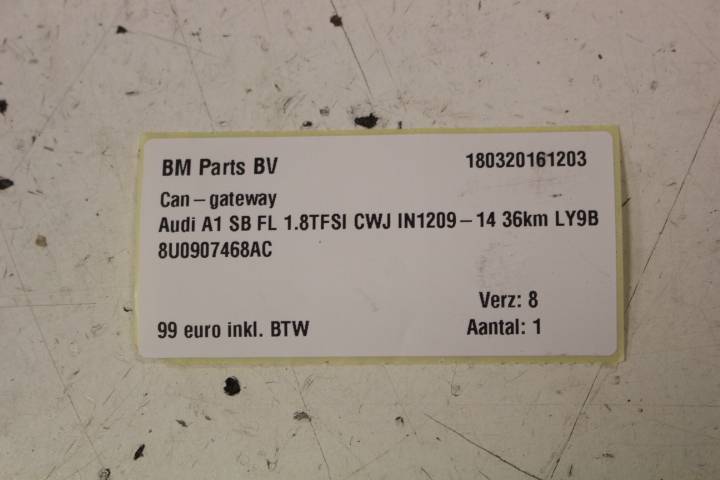 BM Parts BV 180320161203
Can-gateway
Audi A1 SB FL 1.8TFSI CWJ IN1209-14 36km LY9B
8U0907468AC
Verz: 8
99 euro inkl. BTW Aantal: 1